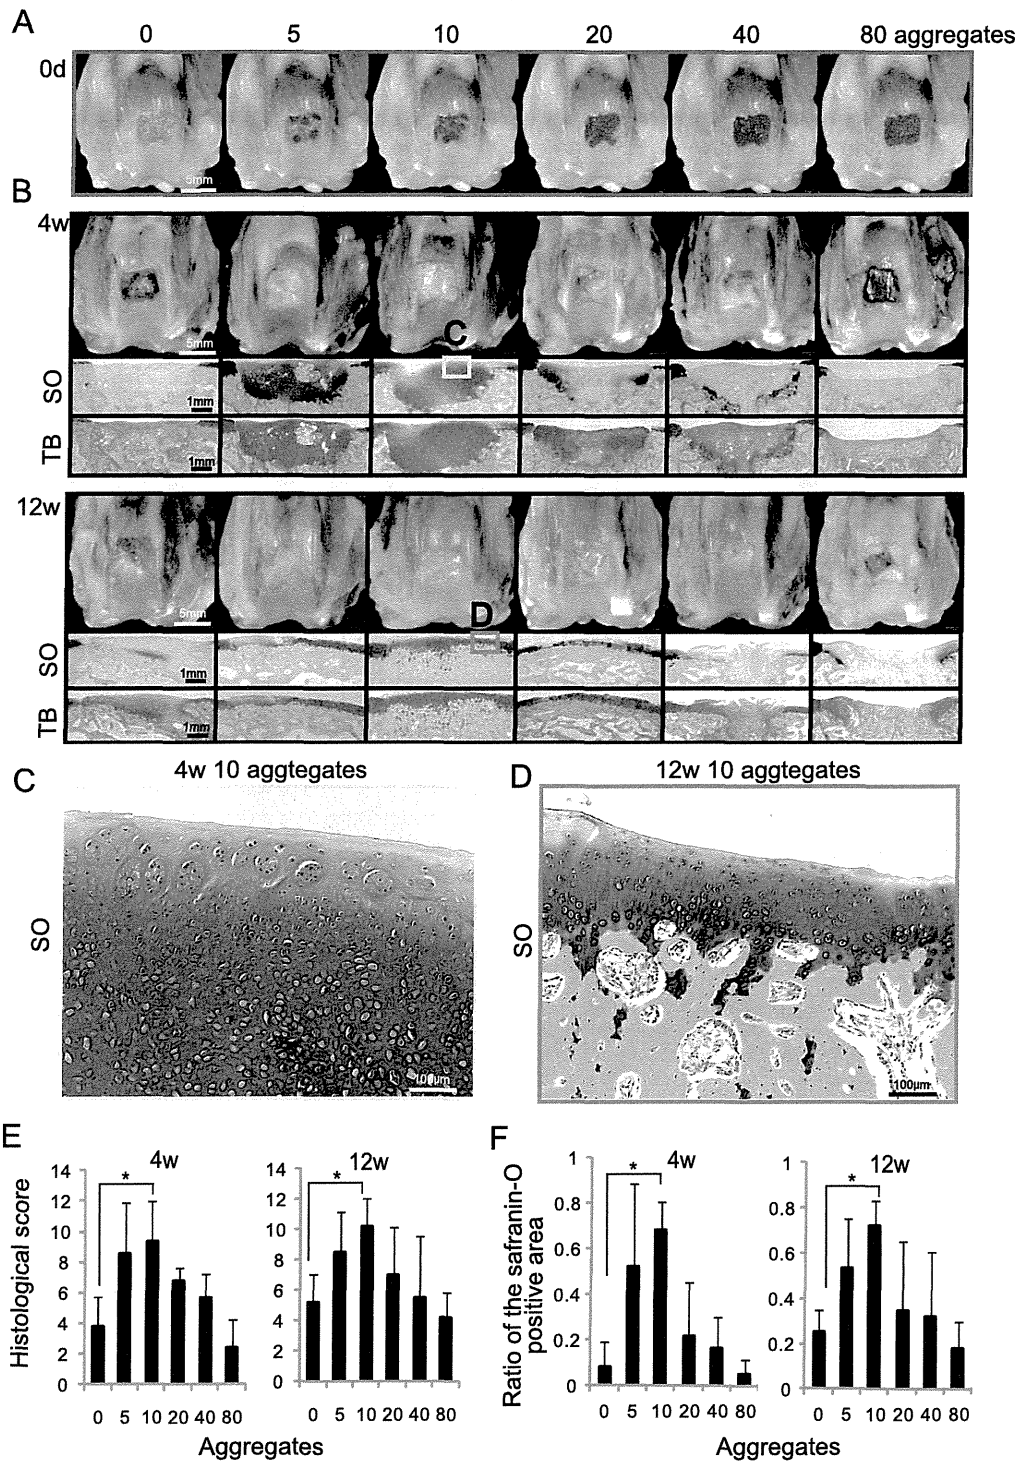 A
0 5 10 20 40 80 aggregates
0d
5mm
B
4w
5mm
C
SO
1mm
TB
1mm
12w
5mm
D
SO
1mm
TB
1mm
C 4w 10 aggtegates
SO
100µm
D 12w 10 aggtegates
SO
100µm
E
4w
Histological score
14
12
10
8
6
4
2
0
*
0 5 10 20 40 80
12w
14
12
10
8
6
4
2
0
*
0 5 10 20 40 80
Aggregates
F
4w
Ratio of the safranin-O
positive area
1
0.8
0.6
0.4
0.2
0
*
0 5 10 20 40 80
12w
1
0.8
0.6
0.4
0.2
0
*
0 5 10 20 40 80
Aggregates